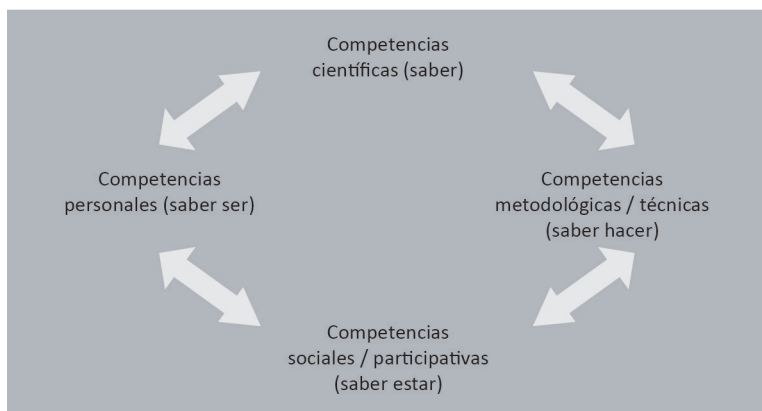 Competencias
científicas (saber)
Competencias
personales (saber ser)
Competencias
metodológicas / técnicas
(saber hacer)
Competencias
sociales / participativas
(saber estar)